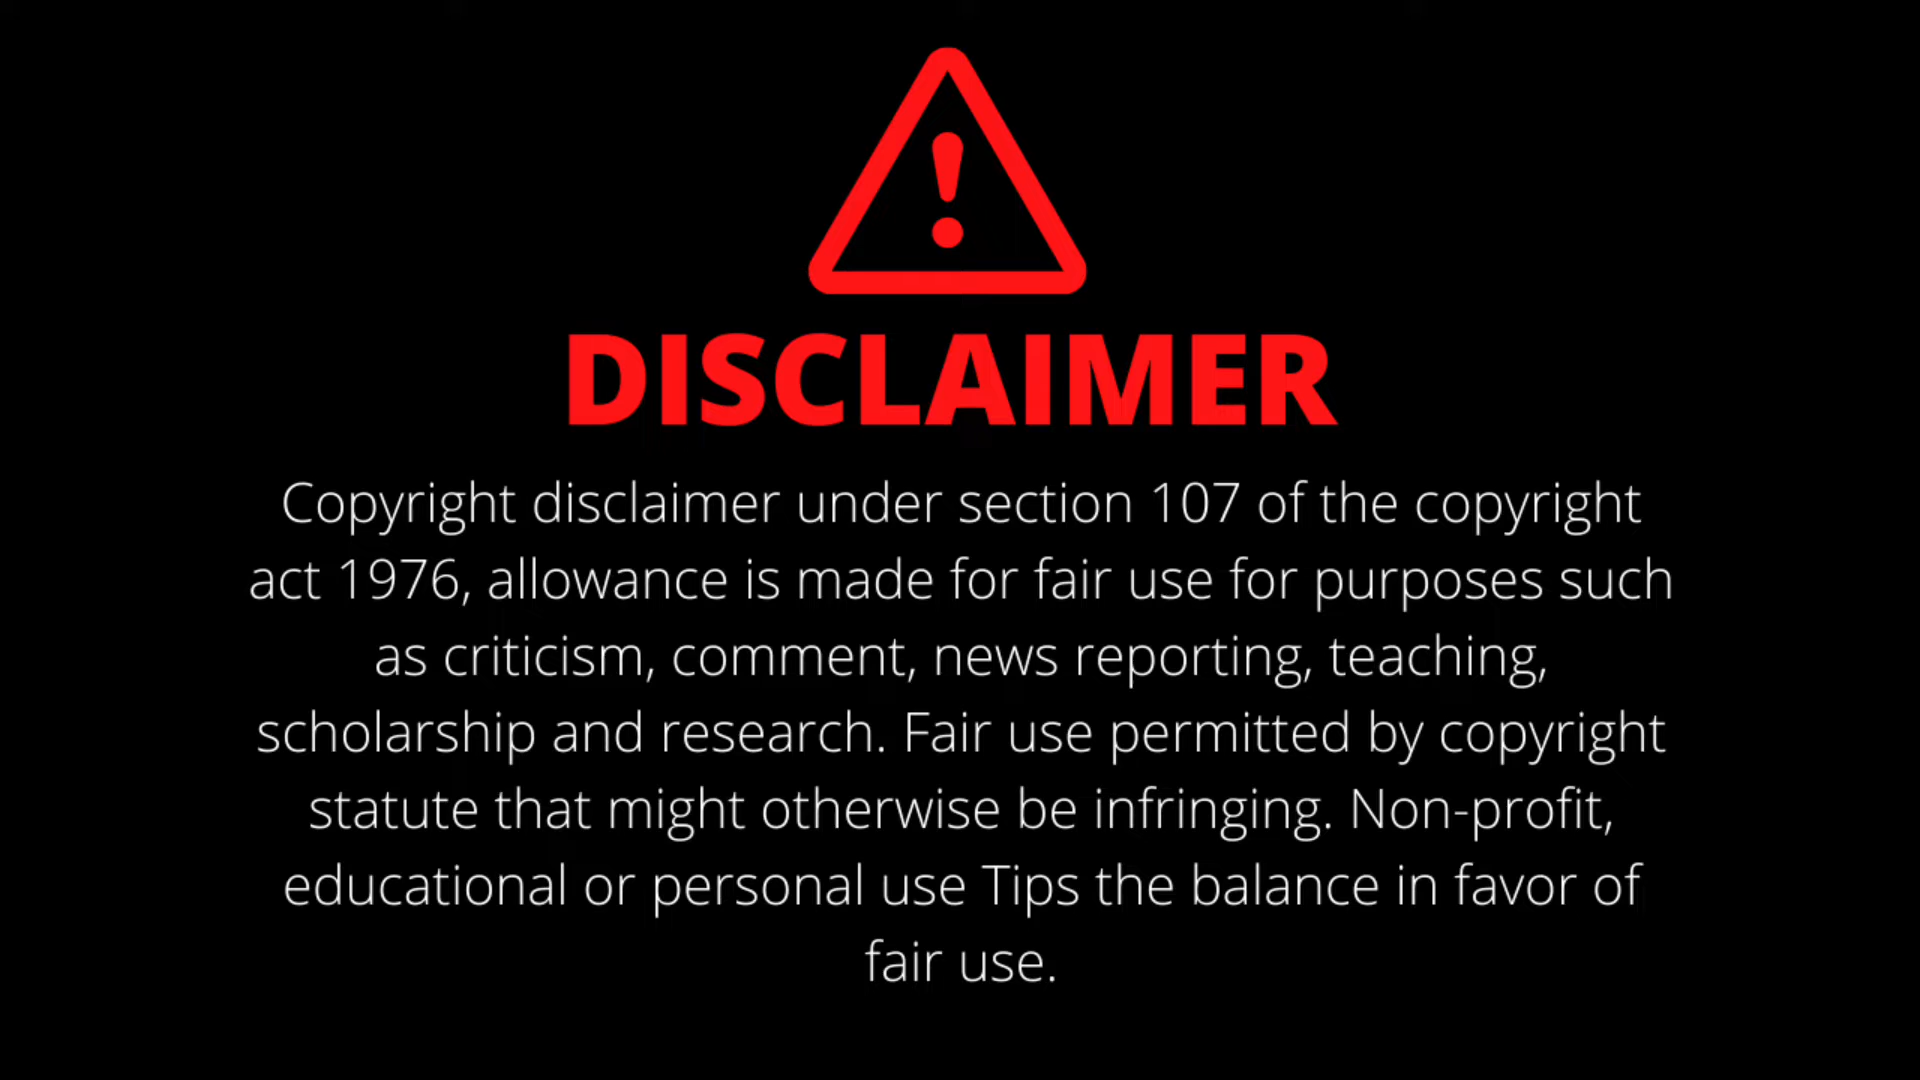 DISCLAIMER
Copyright disclaimer under section 107 of the copyright
act 1976, allowance is made for fair use for purposes such
as criticism, comment, news reporting, teaching,
scholarship and research. Fair use permitted by copyright
statute that might otherwise be infringing. Non-profit,
educational or personal use Tips the balance in favor of
fair use.